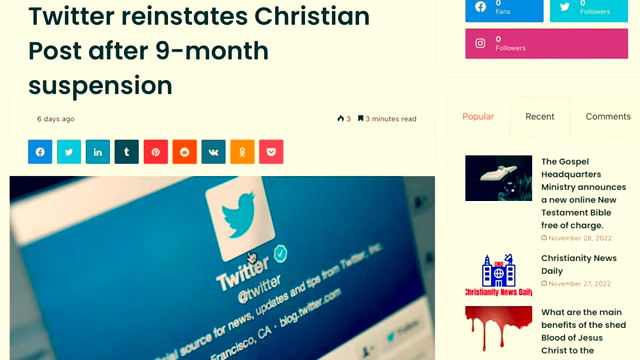 Twitter reinstates Christian
Post after 9-month
suspension
6 days ago
3
3 minutes read
Twitter
@twitter
source for news, updates and tips from Twitter, Inc.
Francisco, CA · blog.twitter.com
0
Fans
0
Followers
0
Followers
Popular
Recent
Comments
The Gospel
Headquarters
Ministry announces
a new online New
Testament Bible
free of charge.
November 28, 2022
CND
Christianity News Daily
Christianity News
Daily
November 27, 2022
What are the main
benefits of the shed
Blood of Jesus
Christ to the